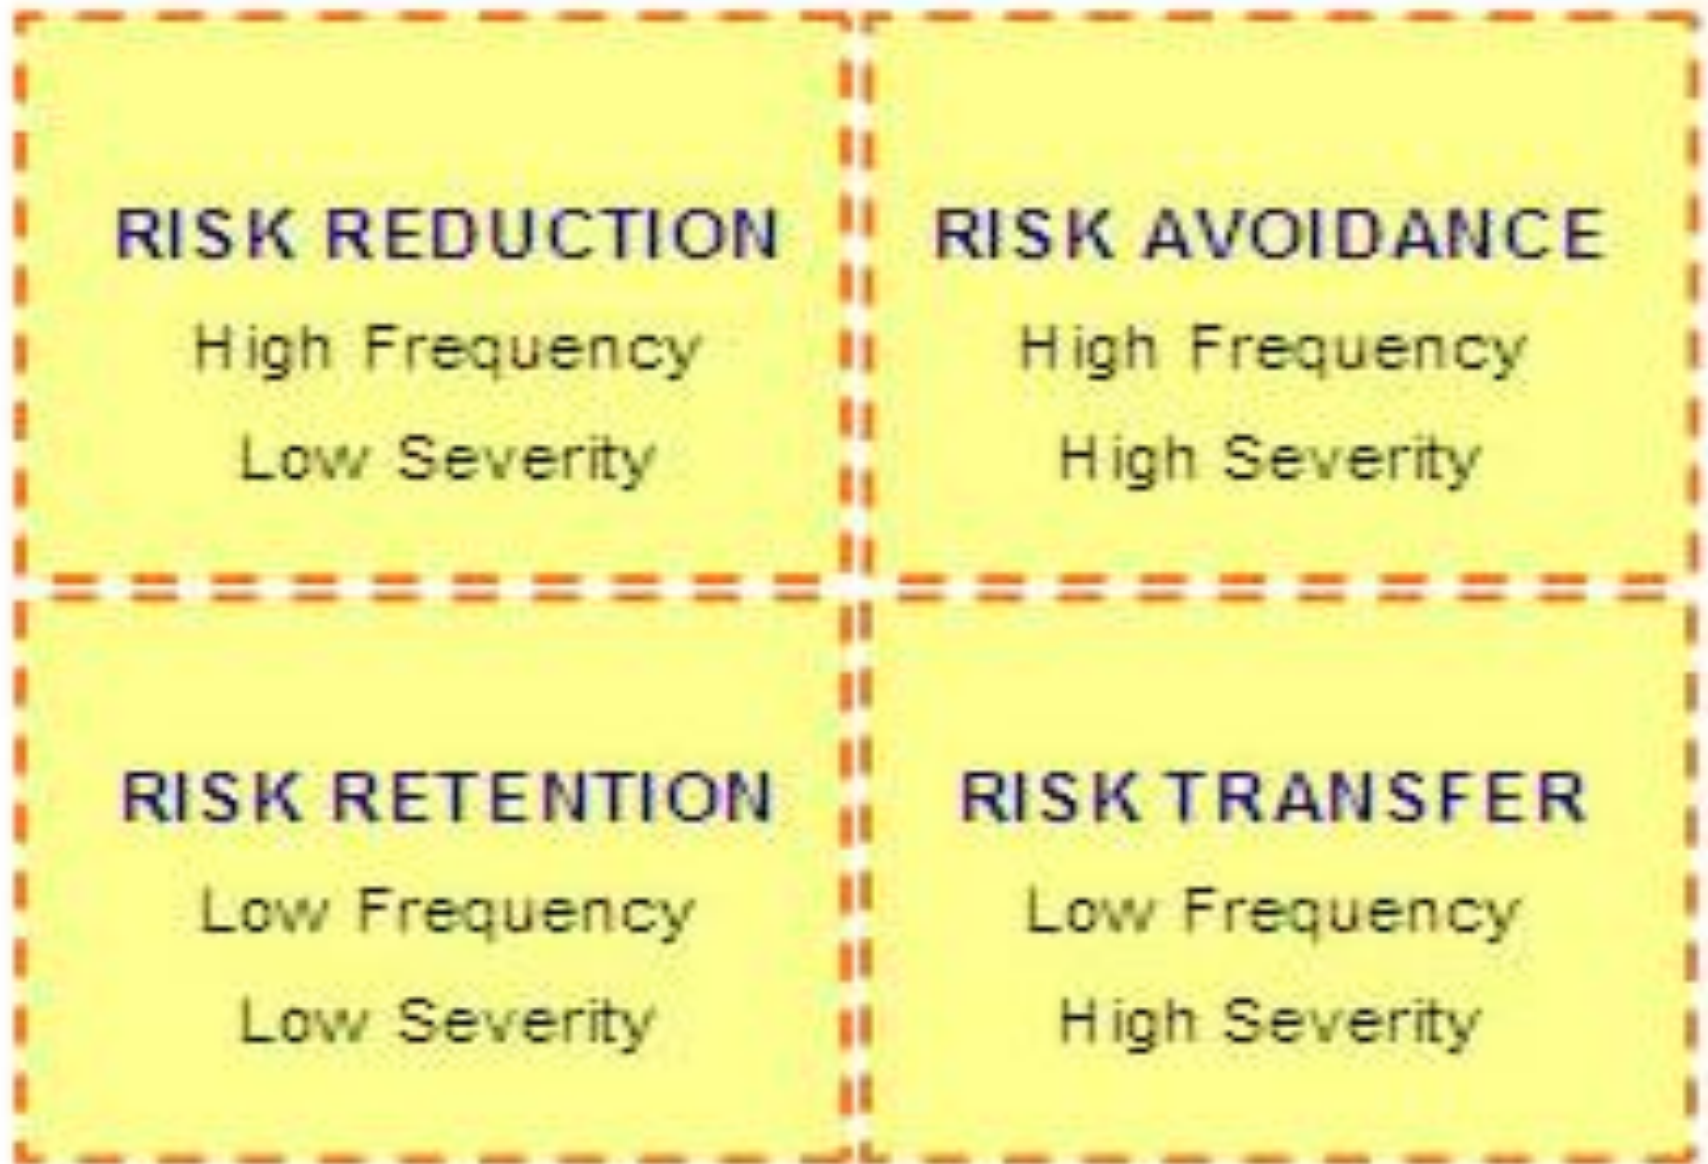 RISK REDUCTION
High Frequency
Low Severity
RISK AVOIDANCE
High Frequency
High Severity
RISK RETENTION
Low Frequency
Low Severity
RISK TRANSFER
Low Frequency
High Severity